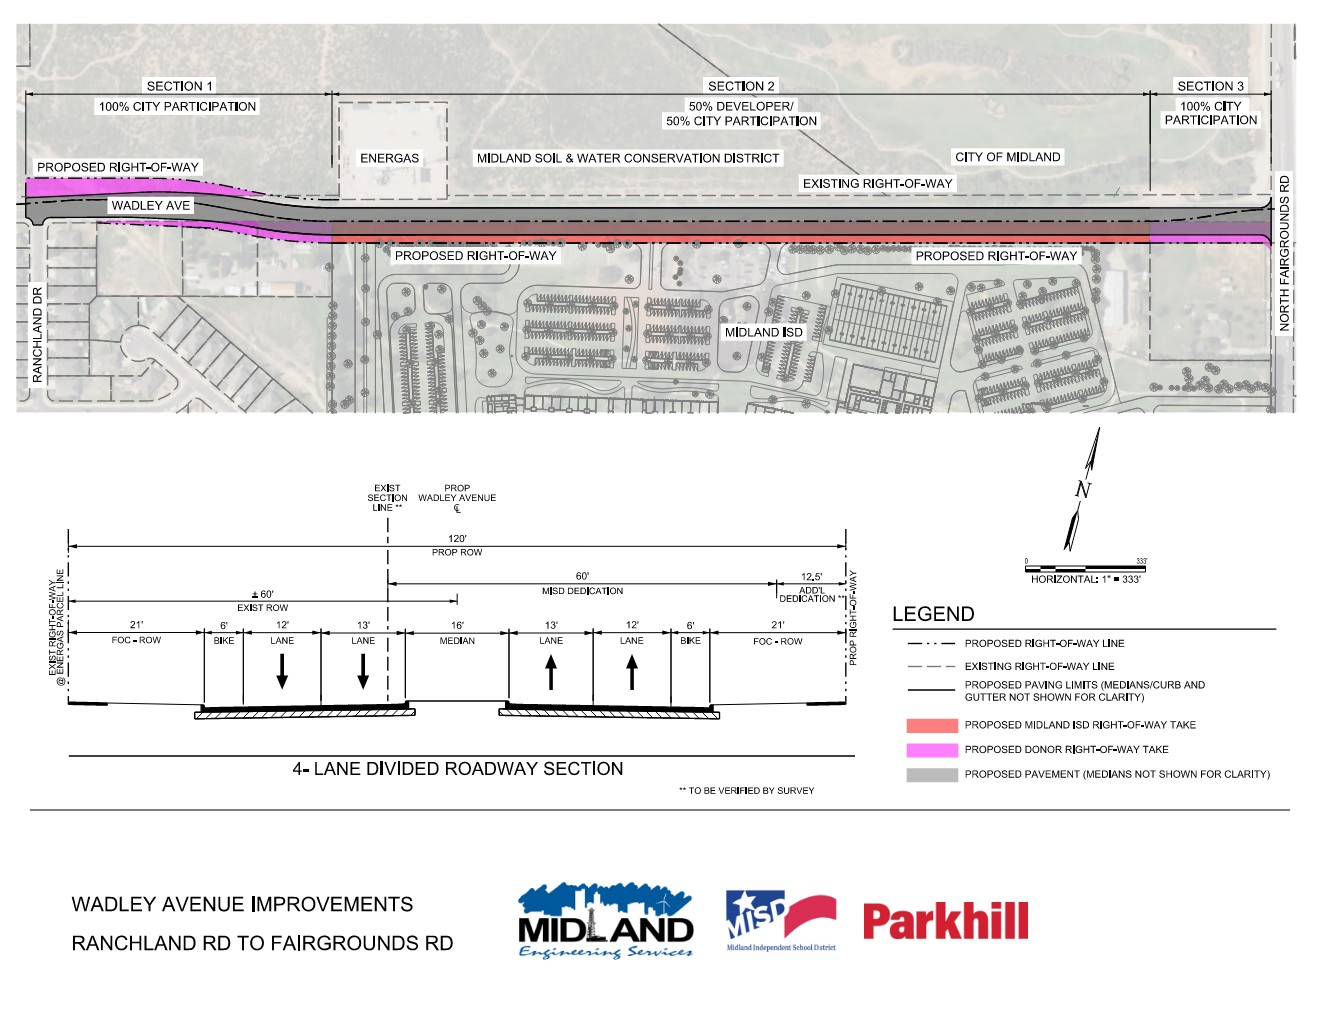 SECTION 1
100% CITY PARTICIPATION
SECTION 2
50% DEVELOPER/
50% CITY PARTICIPATION
SECTION 3
100% CITY
PARTICIPATION
ENERGAS
MIDLAND SOIL & WATER CONSERVATION DISTRICT
CITY OF MIDLAND
PROPOSED RIGHT-OF-WAY
EXISTING RIGHT-OF-WAY
WADLEY AVE
PROPOSED RIGHT-OF-WAY
PROPOSED RIGHT-OF-WAY
RANCHLAND DR
MIDLAND ISD
NORTH FAIRGROUNDS RD
N
0
333'
HORIZONTAL: 1" = 333'
EXIST
SECTION
LINE **
PROP
WADLEY AVENUE
℄
120'
PROP ROW
60'
MISD DEDICATION
12.5'
ADD'L
DEDICATION **
± 60'
EXIST ROW
EXIST RIGHT-OF-WAY
@ ENERGAS PARCEL LINE
PROP RIGHT-OF-WAY
21'
FOC - ROW
6'
BIKE
12'
LANE
13'
LANE
16'
MEDIAN
13'
LANE
12'
LANE
6'
BIKE
21'
FOC - ROW
4- LANE DIVIDED ROADWAY SECTION
** TO BE VERIFIED BY SURVEY
LEGEND
PROPOSED RIGHT-OF-WAY LINE
EXISTING RIGHT-OF-WAY LINE
PROPOSED PAVING LIMITS (MEDIANS/CURB AND
GUTTER NOT SHOWN FOR CLARITY)
PROPOSED MIDLAND ISD RIGHT-OF-WAY TAKE
PROPOSED DONOR RIGHT-OF-WAY TAKE
PROPOSED PAVEMENT (MEDIANS NOT SHOWN FOR CLARITY)
WADLEY AVENUE IMPROVEMENTS
RANCHLAND RD TO FAIRGROUNDS RD
MIDLAND
Engineering Services
MISD
Midland Independent School District
Parkhill